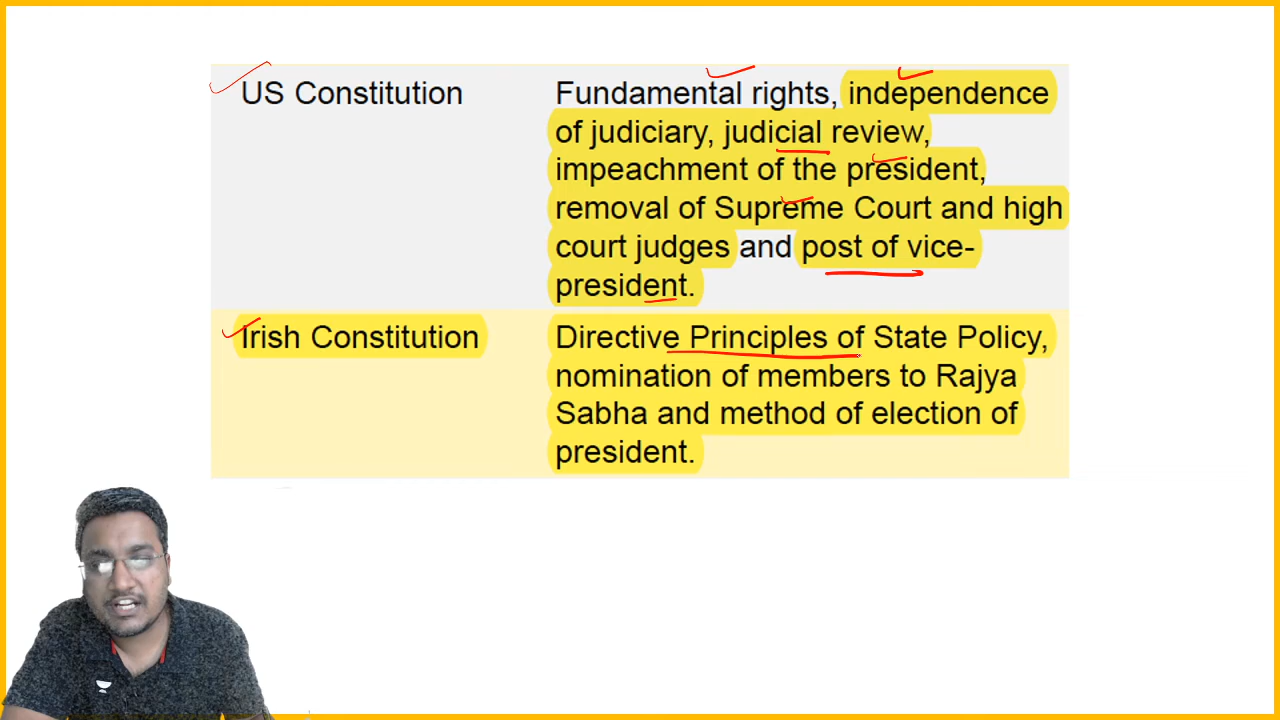 US Constitution
Fundamental rights, independence
of judiciary, judicial review,
impeachment of the president,
removal of Supreme Court and high
court judges and post of vice-
president.
Irish Constitution
Directive Principles of State Policy,
nomination of members to Rajya
Sabha and method of election of
president.